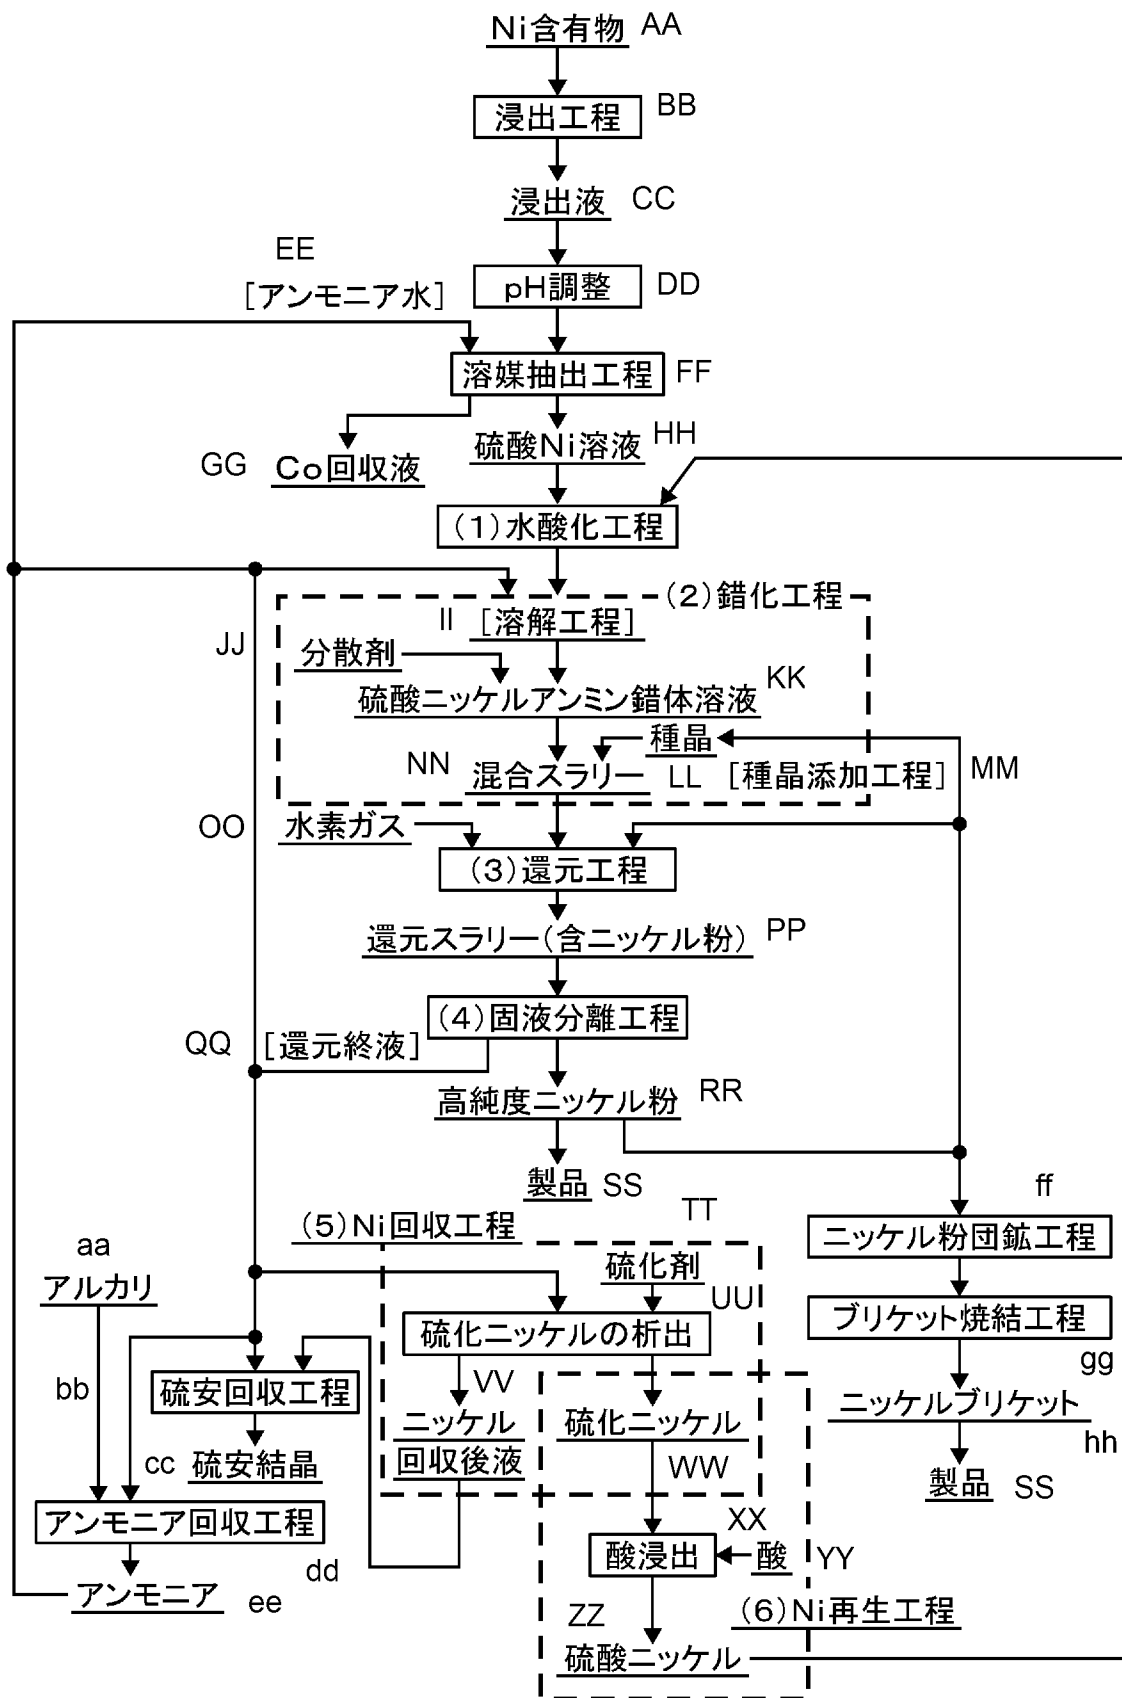 Ni含有物 AA
浸出工程 BB
浸出液 CC
EE
pH調整 DD
[アンモニア水]
溶媒抽出工程 FF
硫酸Ni溶液 HH
GG Co回収液
(1)水酸化工程
(2)錯化工程
II [溶解工程]
JJ
分散剤
KK
硫酸ニッケルアンミン錯体溶液
種晶
NN 混合スラリー LL [種晶添加工程] MM
OO 水素ガス
(3)還元工程
還元スラリー(含ニッケル粉) PP
(4)固液分離工程
QQ [還元終液]
高純度ニッケル粉 RR
製品 SS
ff
TT
(5)Ni回収工程
ニッケル粉団鉱工程
aa
アルカリ
硫化剤
UU
硫化ニッケルの析出
ブリケット焼結工程
gg
bb
硫安回収工程
VV
ニッケル
回収後液
硫化ニッケル
ニッケルブリケット
hh
cc 硫安結晶
WW
製品 SS
アンモニア回収工程
XX
酸浸出
酸 YY
dd
アンモニア ee
ZZ
(6)Ni再生工程
硫酸ニッケル